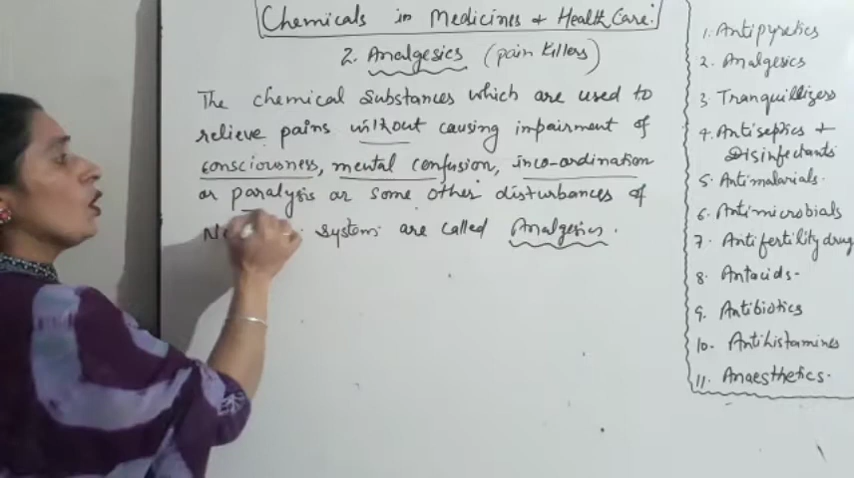 Chemicals in Medicines & Health Care:
2. Analgesics (pain killers)
The chemical substances which are used to
relieve pains without causing impairment of
consciousness, mental confusion, inco-ordination
or paralysis or some other disturbances of
system are called Analgesics.
1. Antipyretics
2. Analgesics
3. Tranquillizers
4. Antiseptics &
Disinfectants
5. Antimalarials.
6. Antimicrobials
7. Antifertility drug
8. Antacids-
9. Antibiotics
10. Antihistamines
11. Anaesthetics.